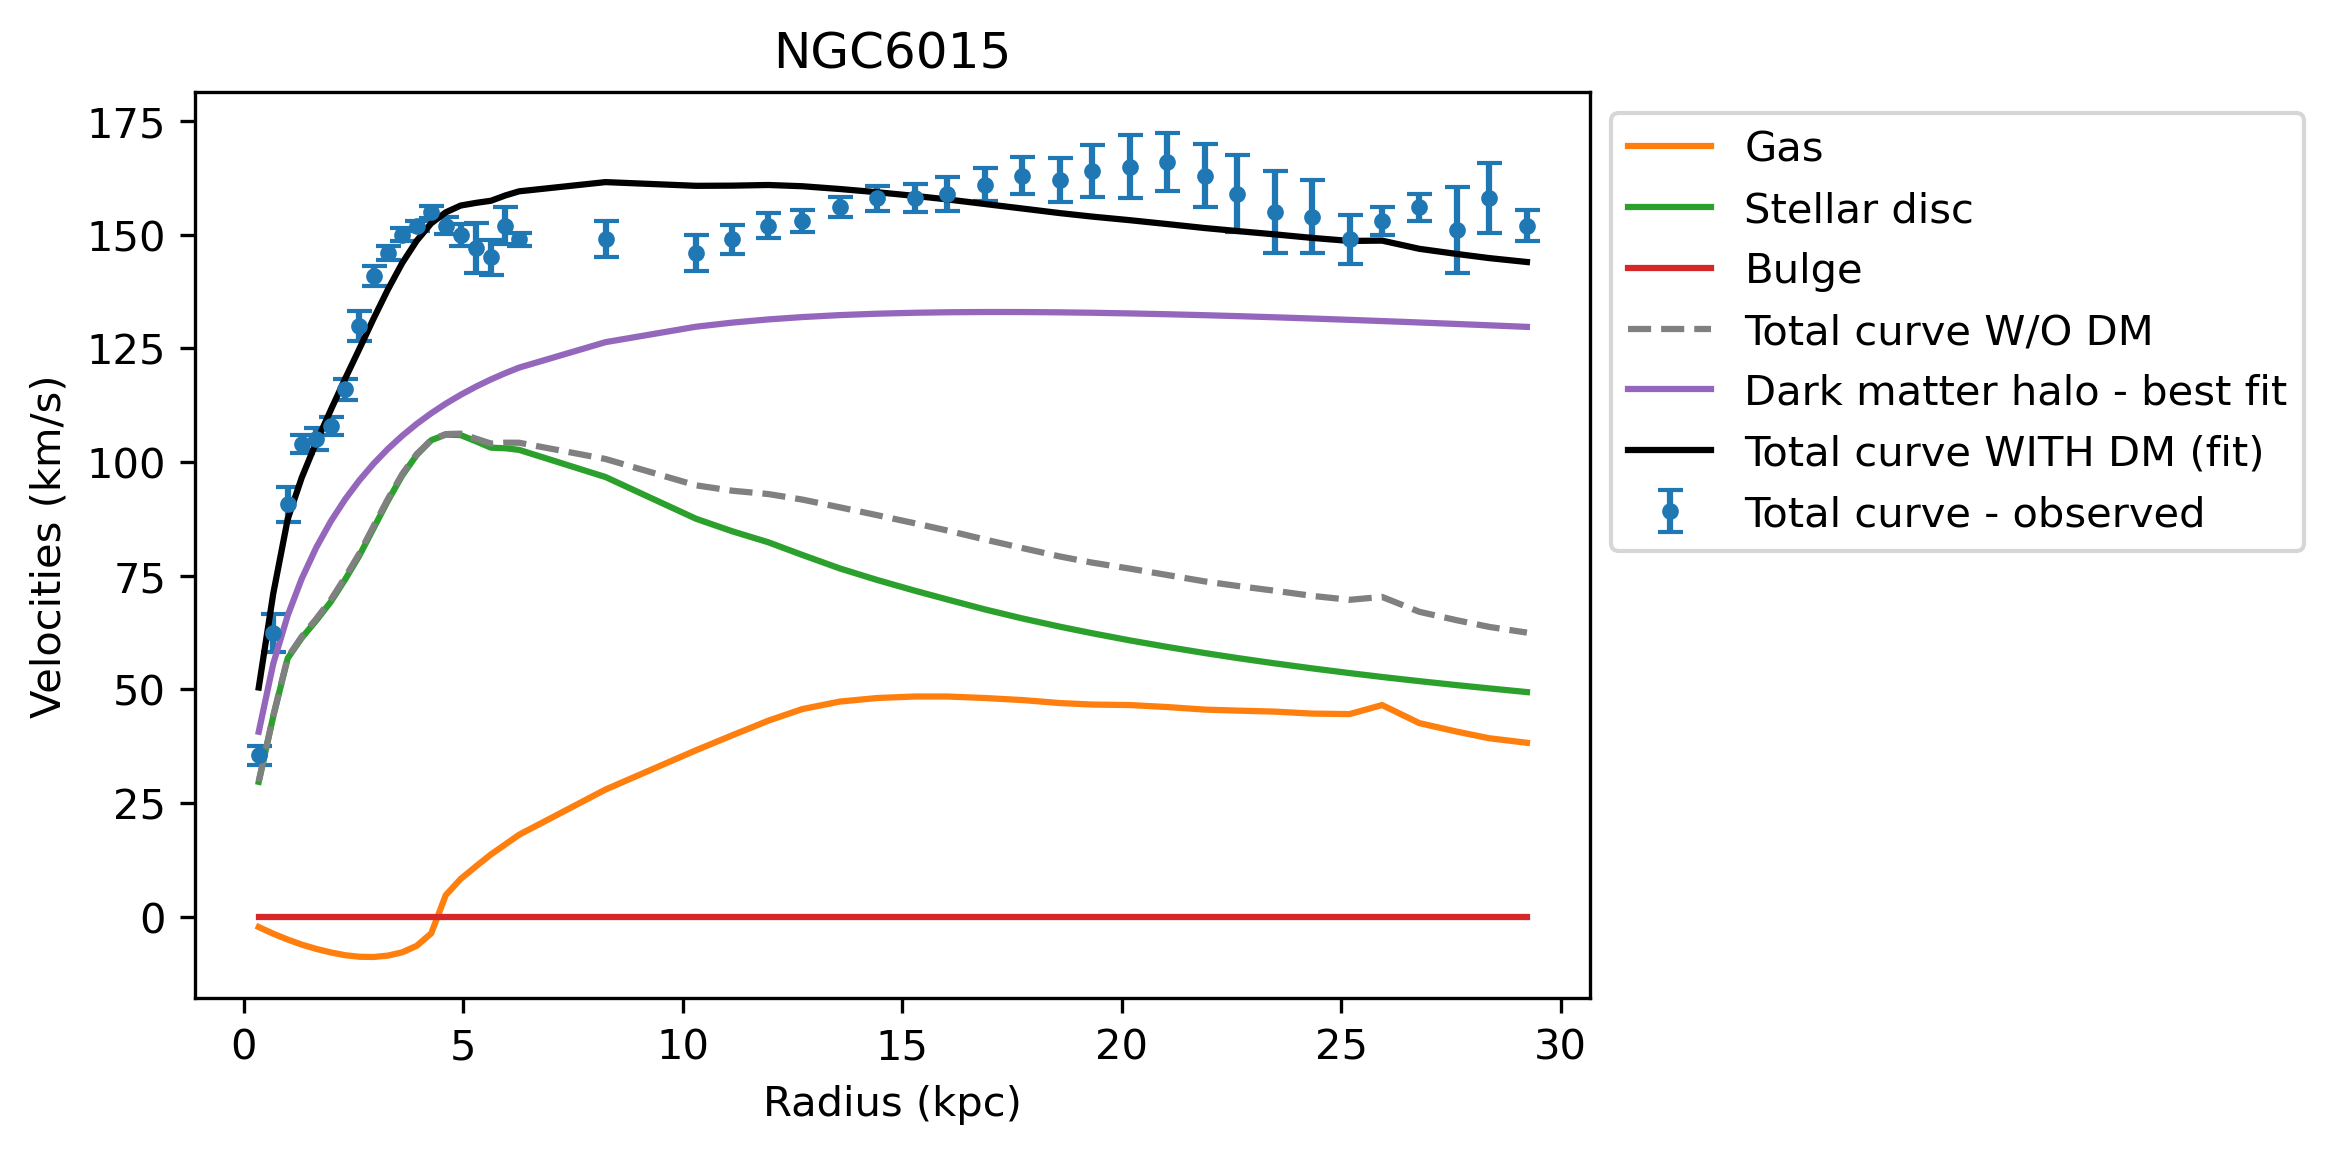 NGC6015
Velocities (km/s)
175
150
125
100
75
50
25
0
0 5 10 15 20 25 30
Radius (kpc)
Gas
Stellar disc
Bulge
Total curve W/O DM
Dark matter halo - best fit
Total curve WITH DM (fit)
Total curve - observed